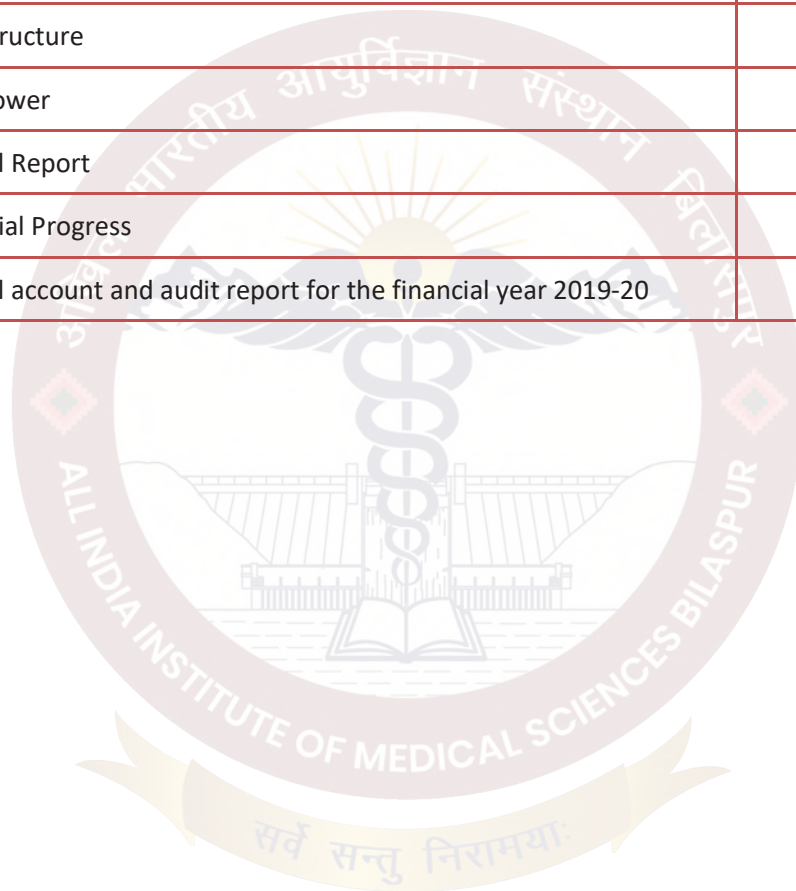 ructure
ower
l Report
ial Progress
l account and audit report for the financial year 2019-20
अखिल भारतीय आयुर्विज्ञान संस्थान बिलासपुर
ALL INDIA INSTITUTE OF MEDICAL SCIENCES BILASPUR
सर्वे सन्तु निरामयाः